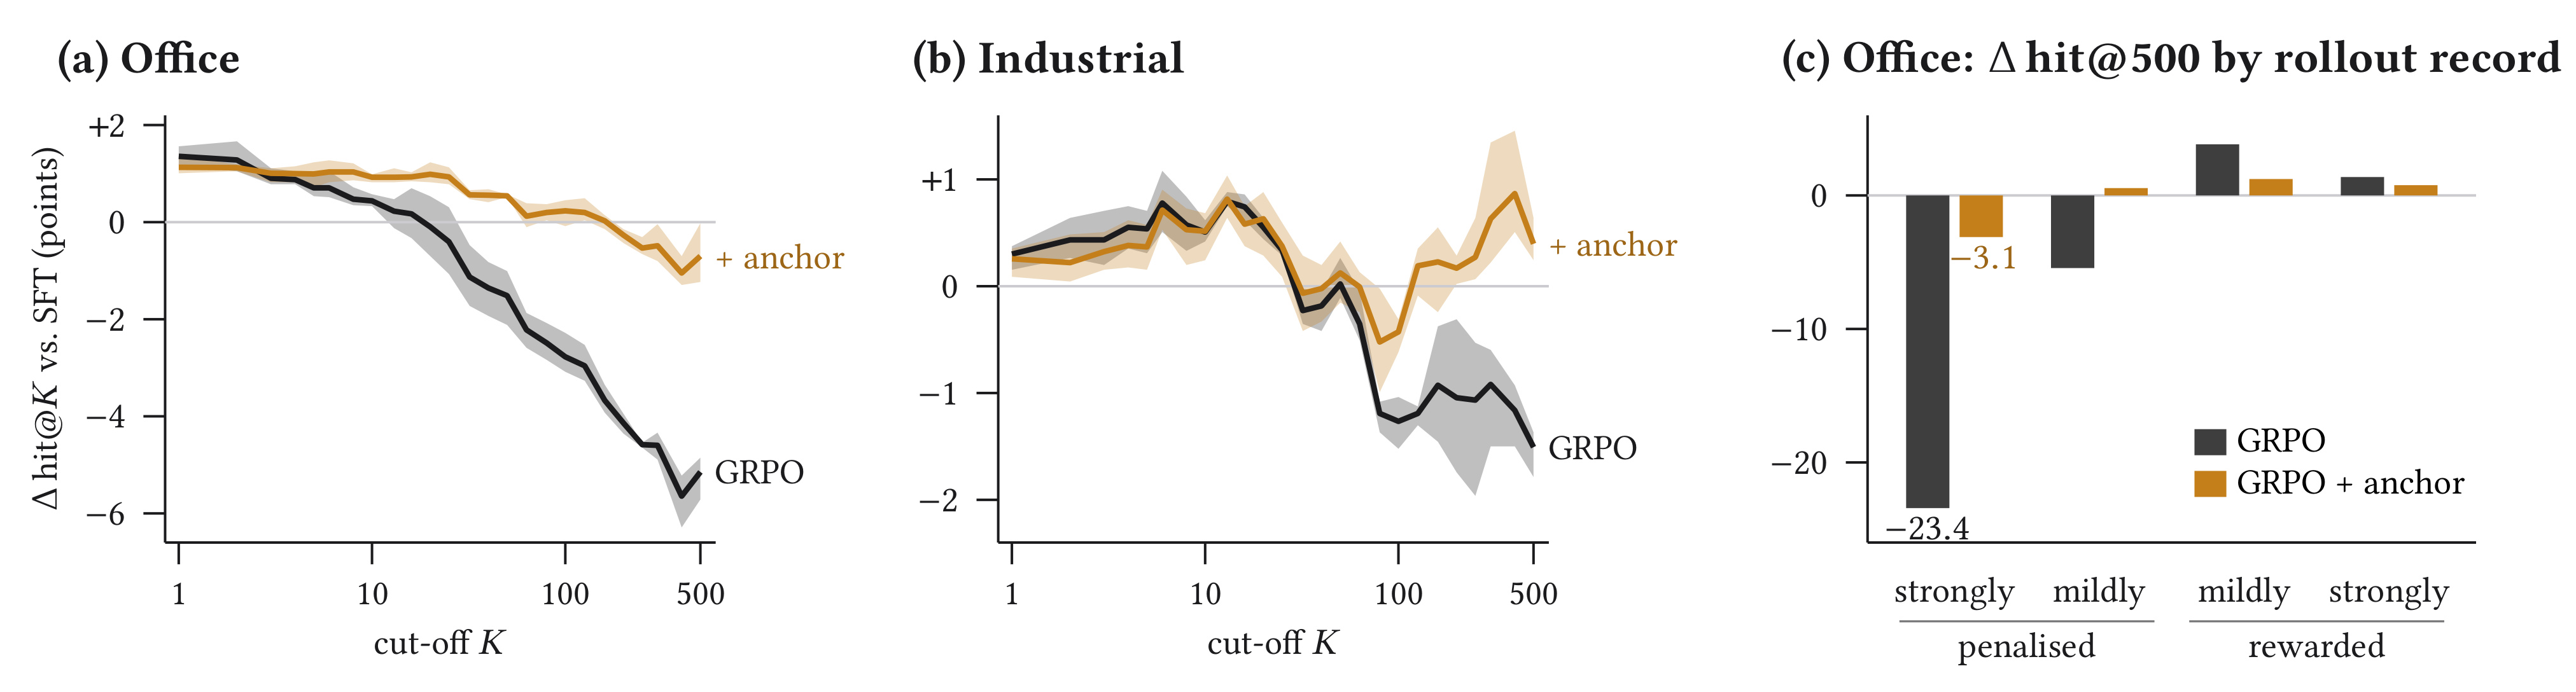 (a) Office
Δ hit@K vs. SFT (points)
+2
0
−2
−4
−6
+ anchor
GRPO
1 10 100 500
cut-off K
(b) Industrial
+1
0
−1
−2
+ anchor
GRPO
1 10 100 500
cut-off K
(c) Office: Δ hit@500 by rollout record
0
−10
−20
−3.1
−23.4
GRPO
GRPO + anchor
strongly mildly mildly strongly
penalised rewarded